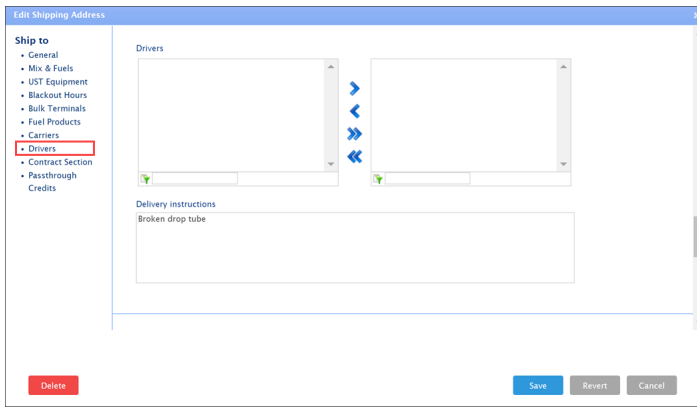 Edit Shipping Address
Ship to
• General
• Mix & Fuels
• UST Equipment
• Blackout Hours
• Bulk Terminals
• Fuel Products
• Carriers
• Drivers
• Contract Section
• Passthrough
Credits
Drivers
Delivery instructions
Broken drop tube
Delete
Save
Revert
Cancel